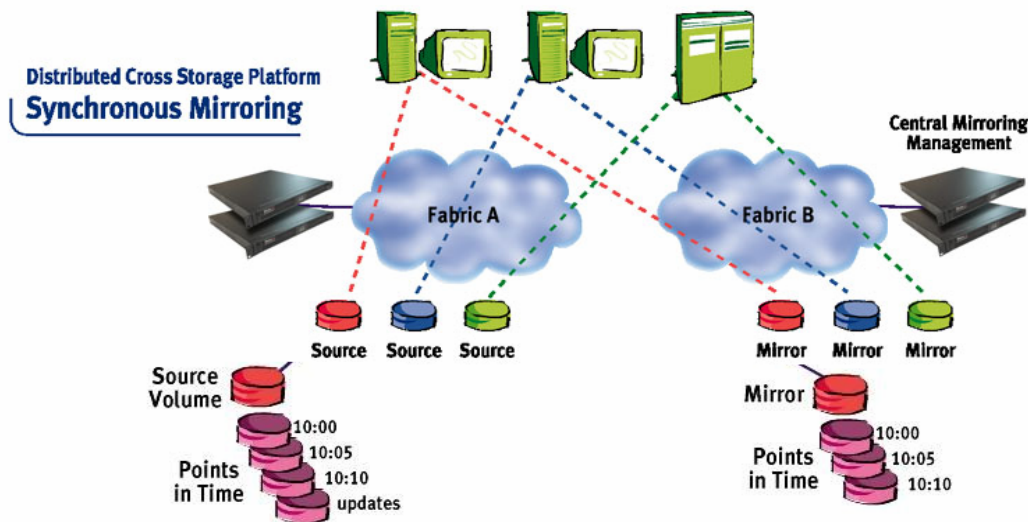 Distributed Cross Storage Platform
Synchronous Mirroring
Central Mirroring
Management
Fabric A
Fabric B
Source
Source
Source
Mirror
Mirror
Mirror
Source
Volume
Mirror
10:00
10:05
10:10
updates
Points
in Time
10:00
10:05
10:10
Points
in Time